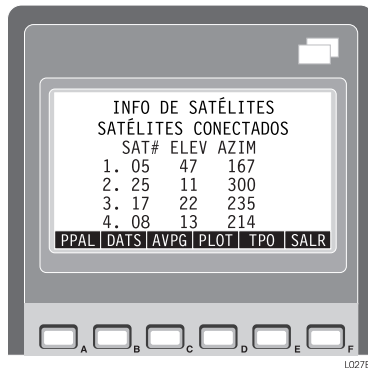 INFO DE SATÉLITES
SATÉLITES CONECTADOS
SAT# ELEV AZIM
1. 05 47 167
2. 25 11 300
3. 17 22 235
4. 08 13 214
PPAL DATS AVPG PLOT TPO SALR
A B C D E F
L027E